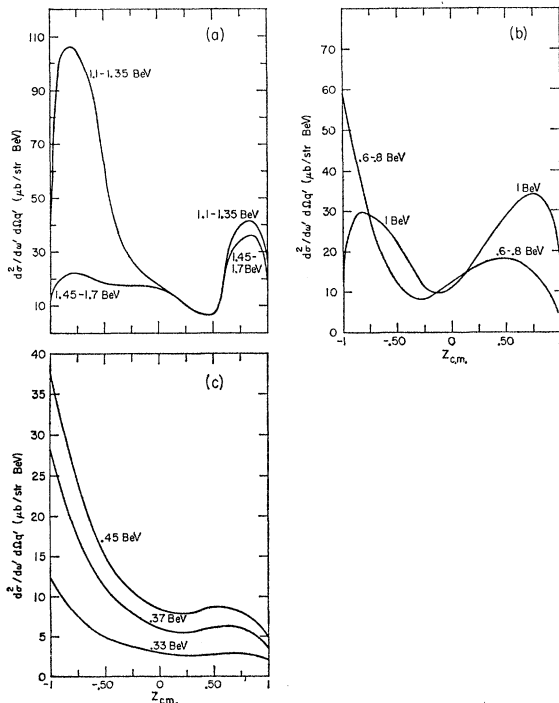 (a)
110
90
70
50
30
10
d²σ/dω′ dΩq′ (μb/str BeV)
1.1-1.35 BeV
1.45-1.7 BeV
1.1-1.35 BeV
1.45-
1.7 BeV
(b)
80
70
60
50
40
30
20
10
0
d²σ/dω′ dΩq′ (μb/str BeV)
.6-.8 BeV
1 BeV
1 BeV
.6-.8 BeV
-1 -.50 0 .50 1
Zc.m.
(c)
40
35
30
25
20
15
10
5
0
d²σ/dω′ dΩq′ (μb/str BeV)
.45 BeV
.37 BeV
.33 BeV
-1 -.50 0 .50 1
Zc.m.